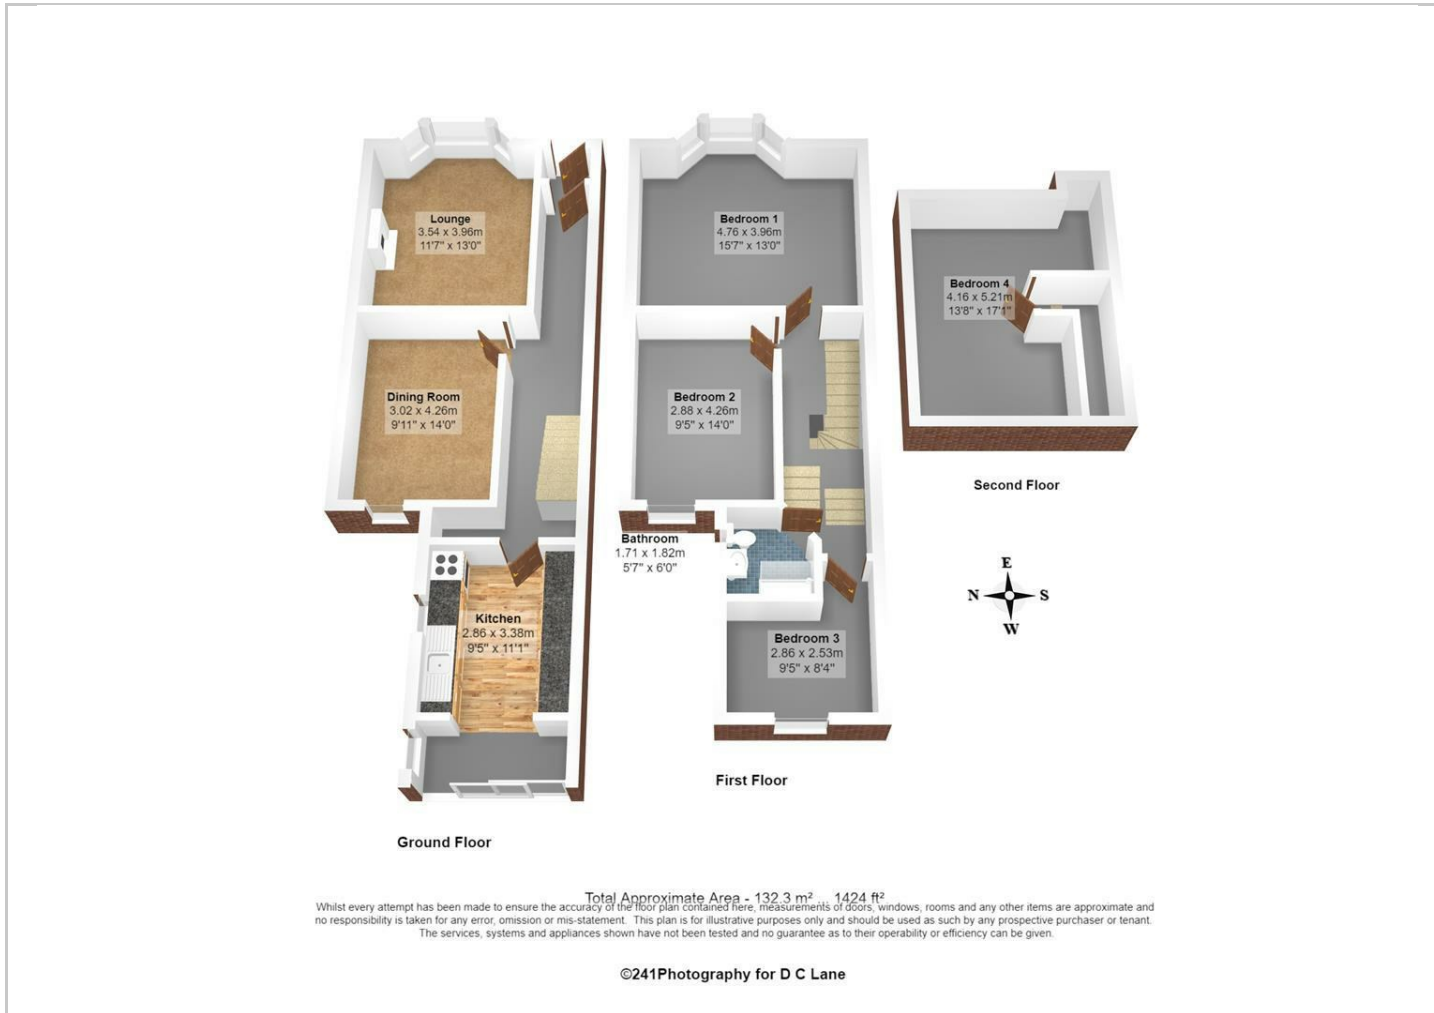 Lounge
3.54 x 3.96m
11'7" x 13'0"
Dining Room
3.02 x 4.26m
9'11" x 14'0"
Kitchen
2.86 x 3.38m
9'5" x 11'1"
Ground Floor
Bedroom 1
4.76 x 3.96m
15'7" x 13'0"
Bedroom 2
2.88 x 4.26m
9'5" x 14'0"
Bathroom
1.71 x 1.82m
5'7" x 6'0"
Bedroom 3
2.86 x 2.53m
9'5" x 8'4"
First Floor
Bedroom 4
4.16 x 5.21m
13'8" x 17'1"
Second Floor
E
N S
W
Total Approximate Area - 132.3 m² ... 1424 ft²
Whilst every attempt has been made to ensure the accuracy of the floor plan contained here, measurements of doors, windows, rooms and any other items are approximate and
no responsibility is taken for any error, omission or mis-statement. This plan is for illustrative purposes only and should be used as such by any prospective purchaser or tenant.
The services, systems and appliances shown have not been tested and no guarantee as to their operability or efficiency can be given.
©241Photography for D C Lane